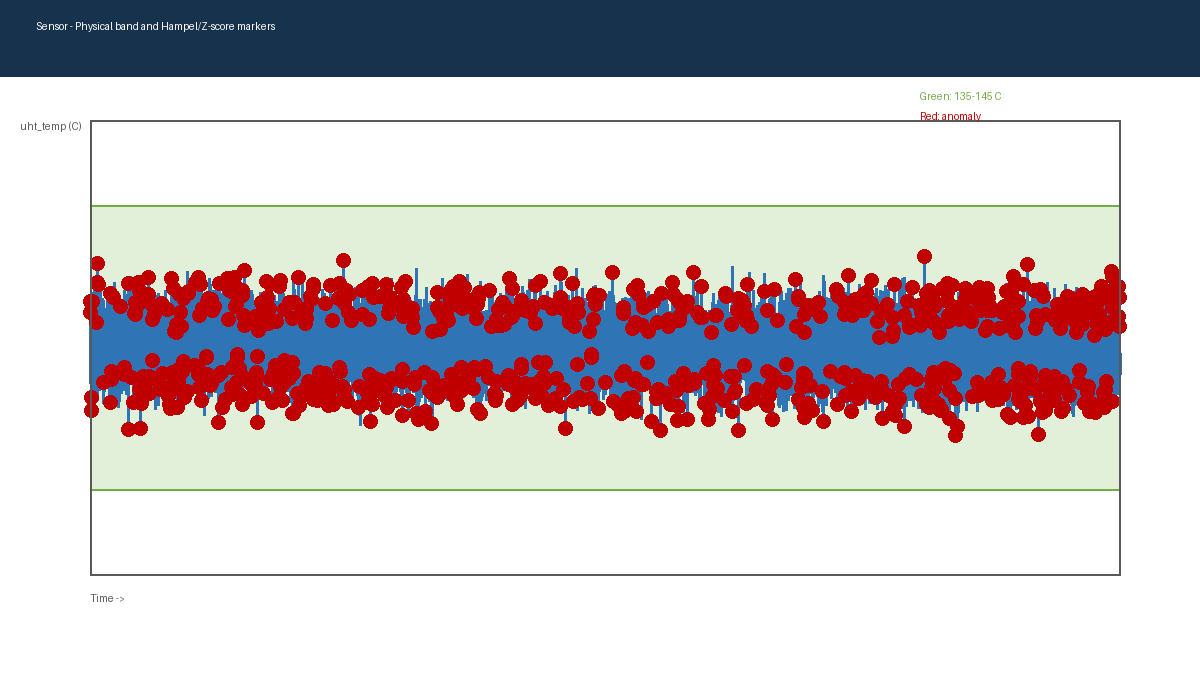 Sensor - Physical band and Hampel/Z-score markers
Green: 135-145 C
Red: anomaly
uht_temp (C)
Time ->